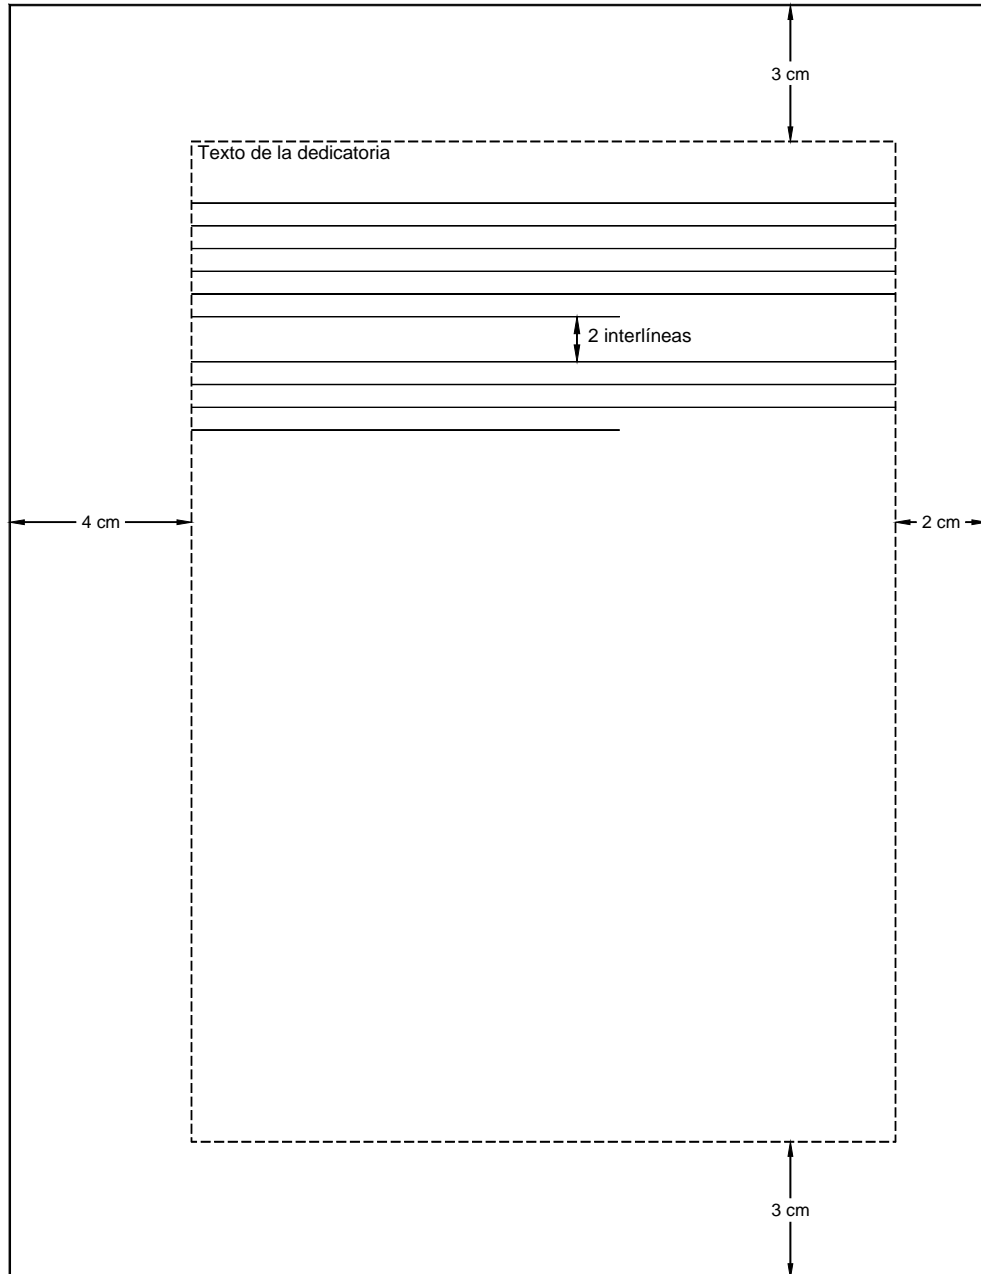 3 cm
Texto de la dedicatoria
2 interlíneas
4 cm
2 cm
3 cm